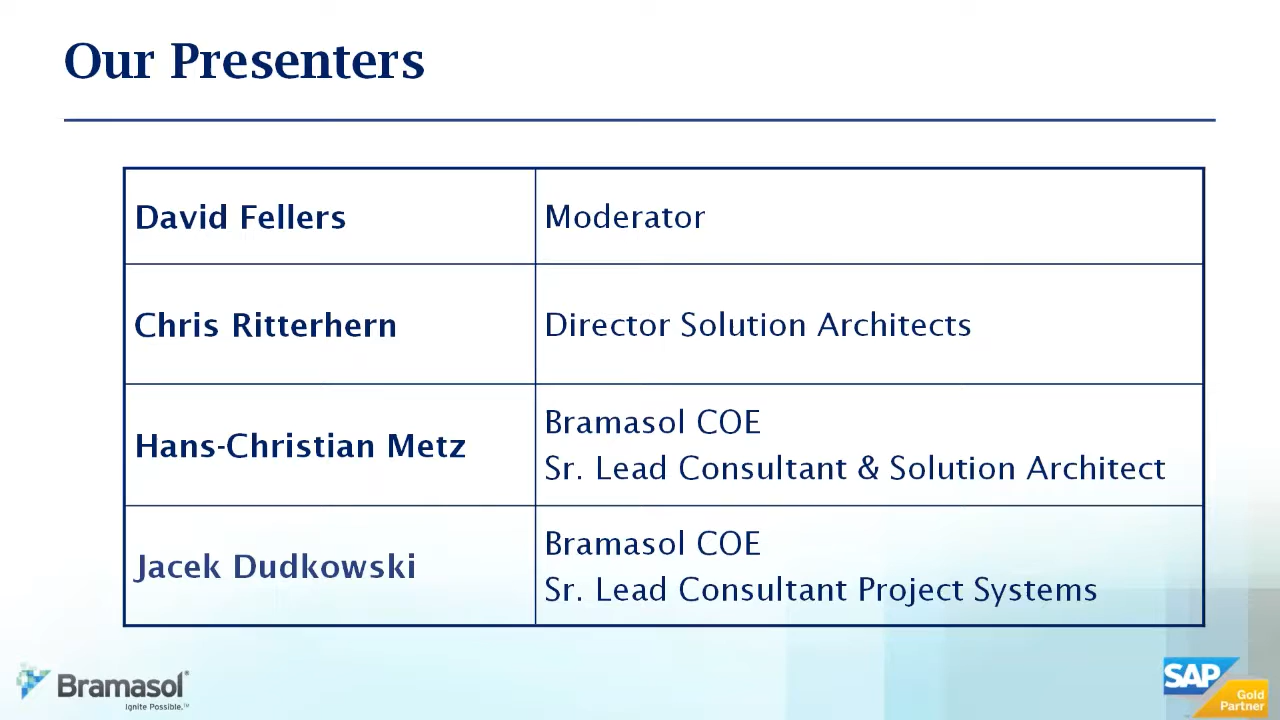 Our Presenters
David Fellers
Moderator
Chris Ritterhern
Director Solution Architects
Hans-Christian Metz
Bramasol COE
Sr. Lead Consultant & Solution Architect
Jacek Dudkowski
Bramasol COE
Sr. Lead Consultant Project Systems
Bramasol®
Ignite Possible.™
SAP
Gold
Partner